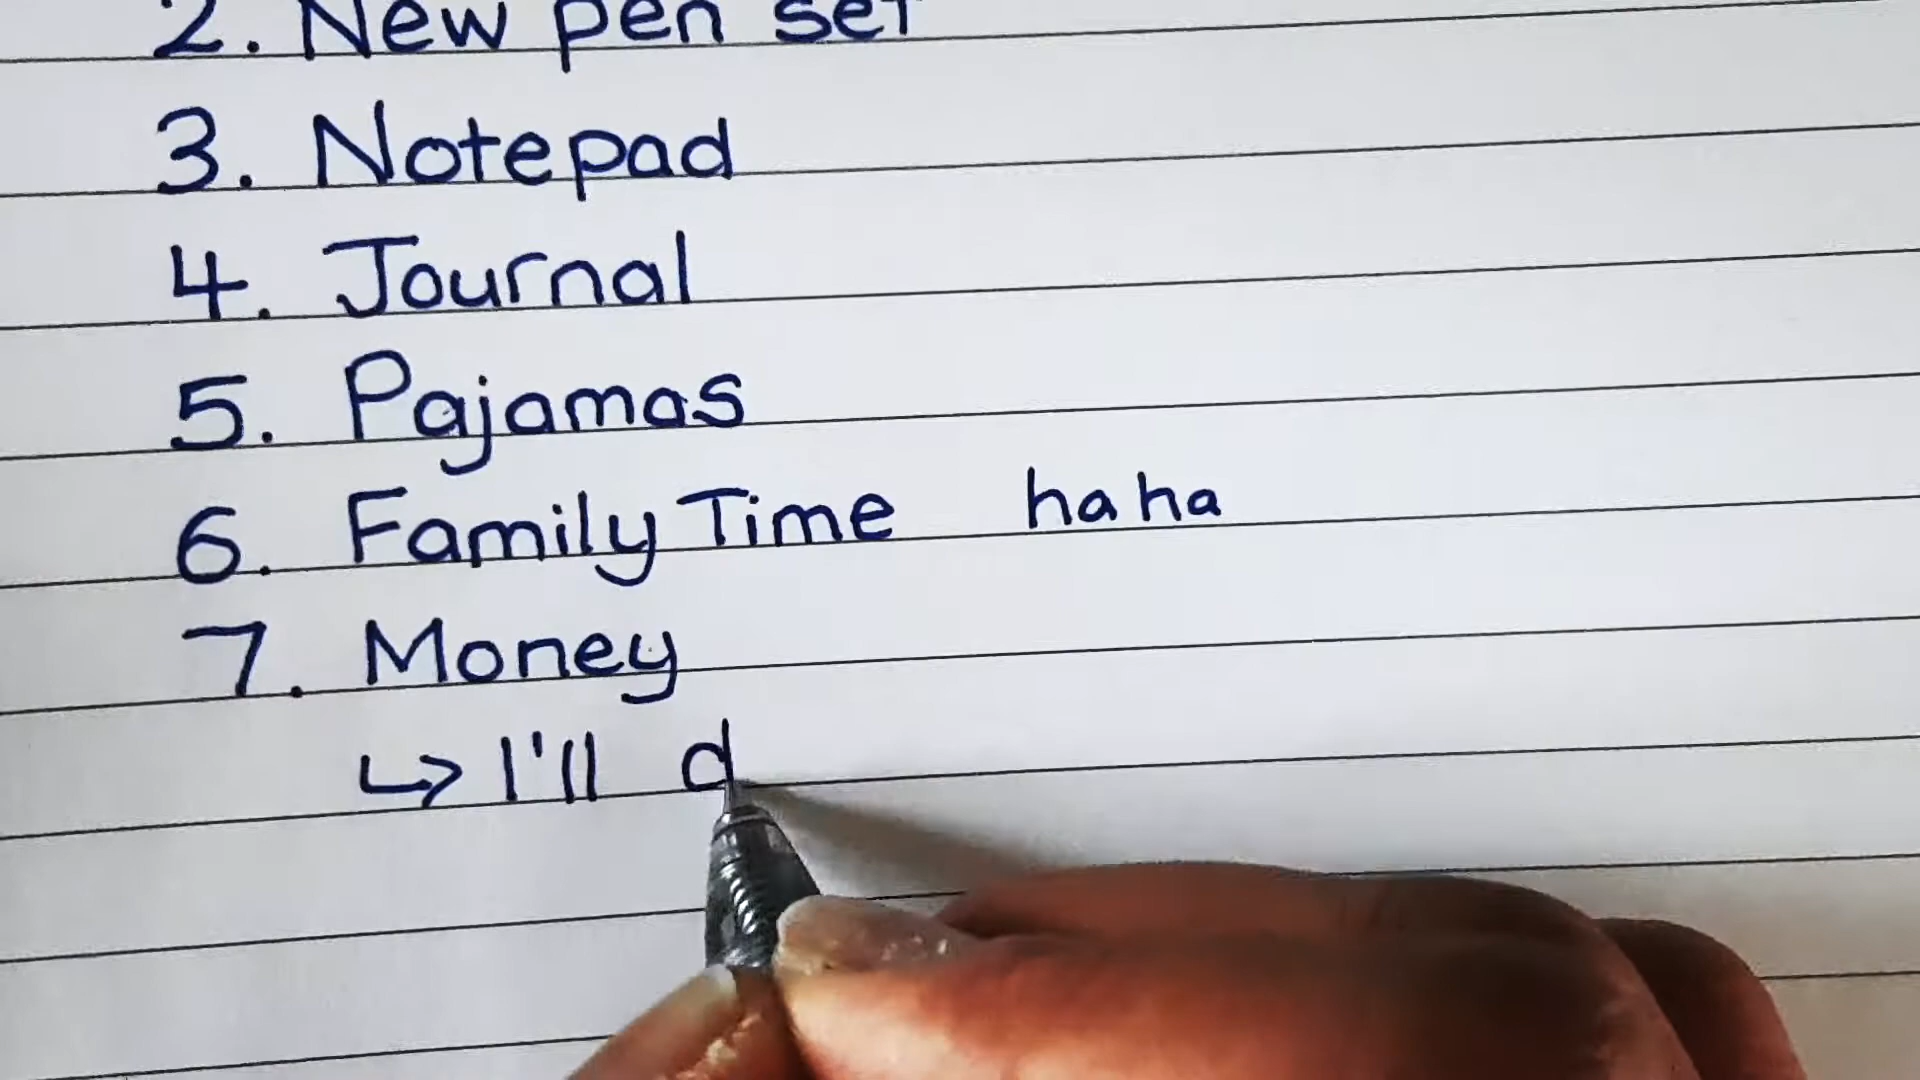 2. New pen set
3. Notepad
4. Journal
5. Pajamas
6. Family Time haha
7. Money
↳ I'll d